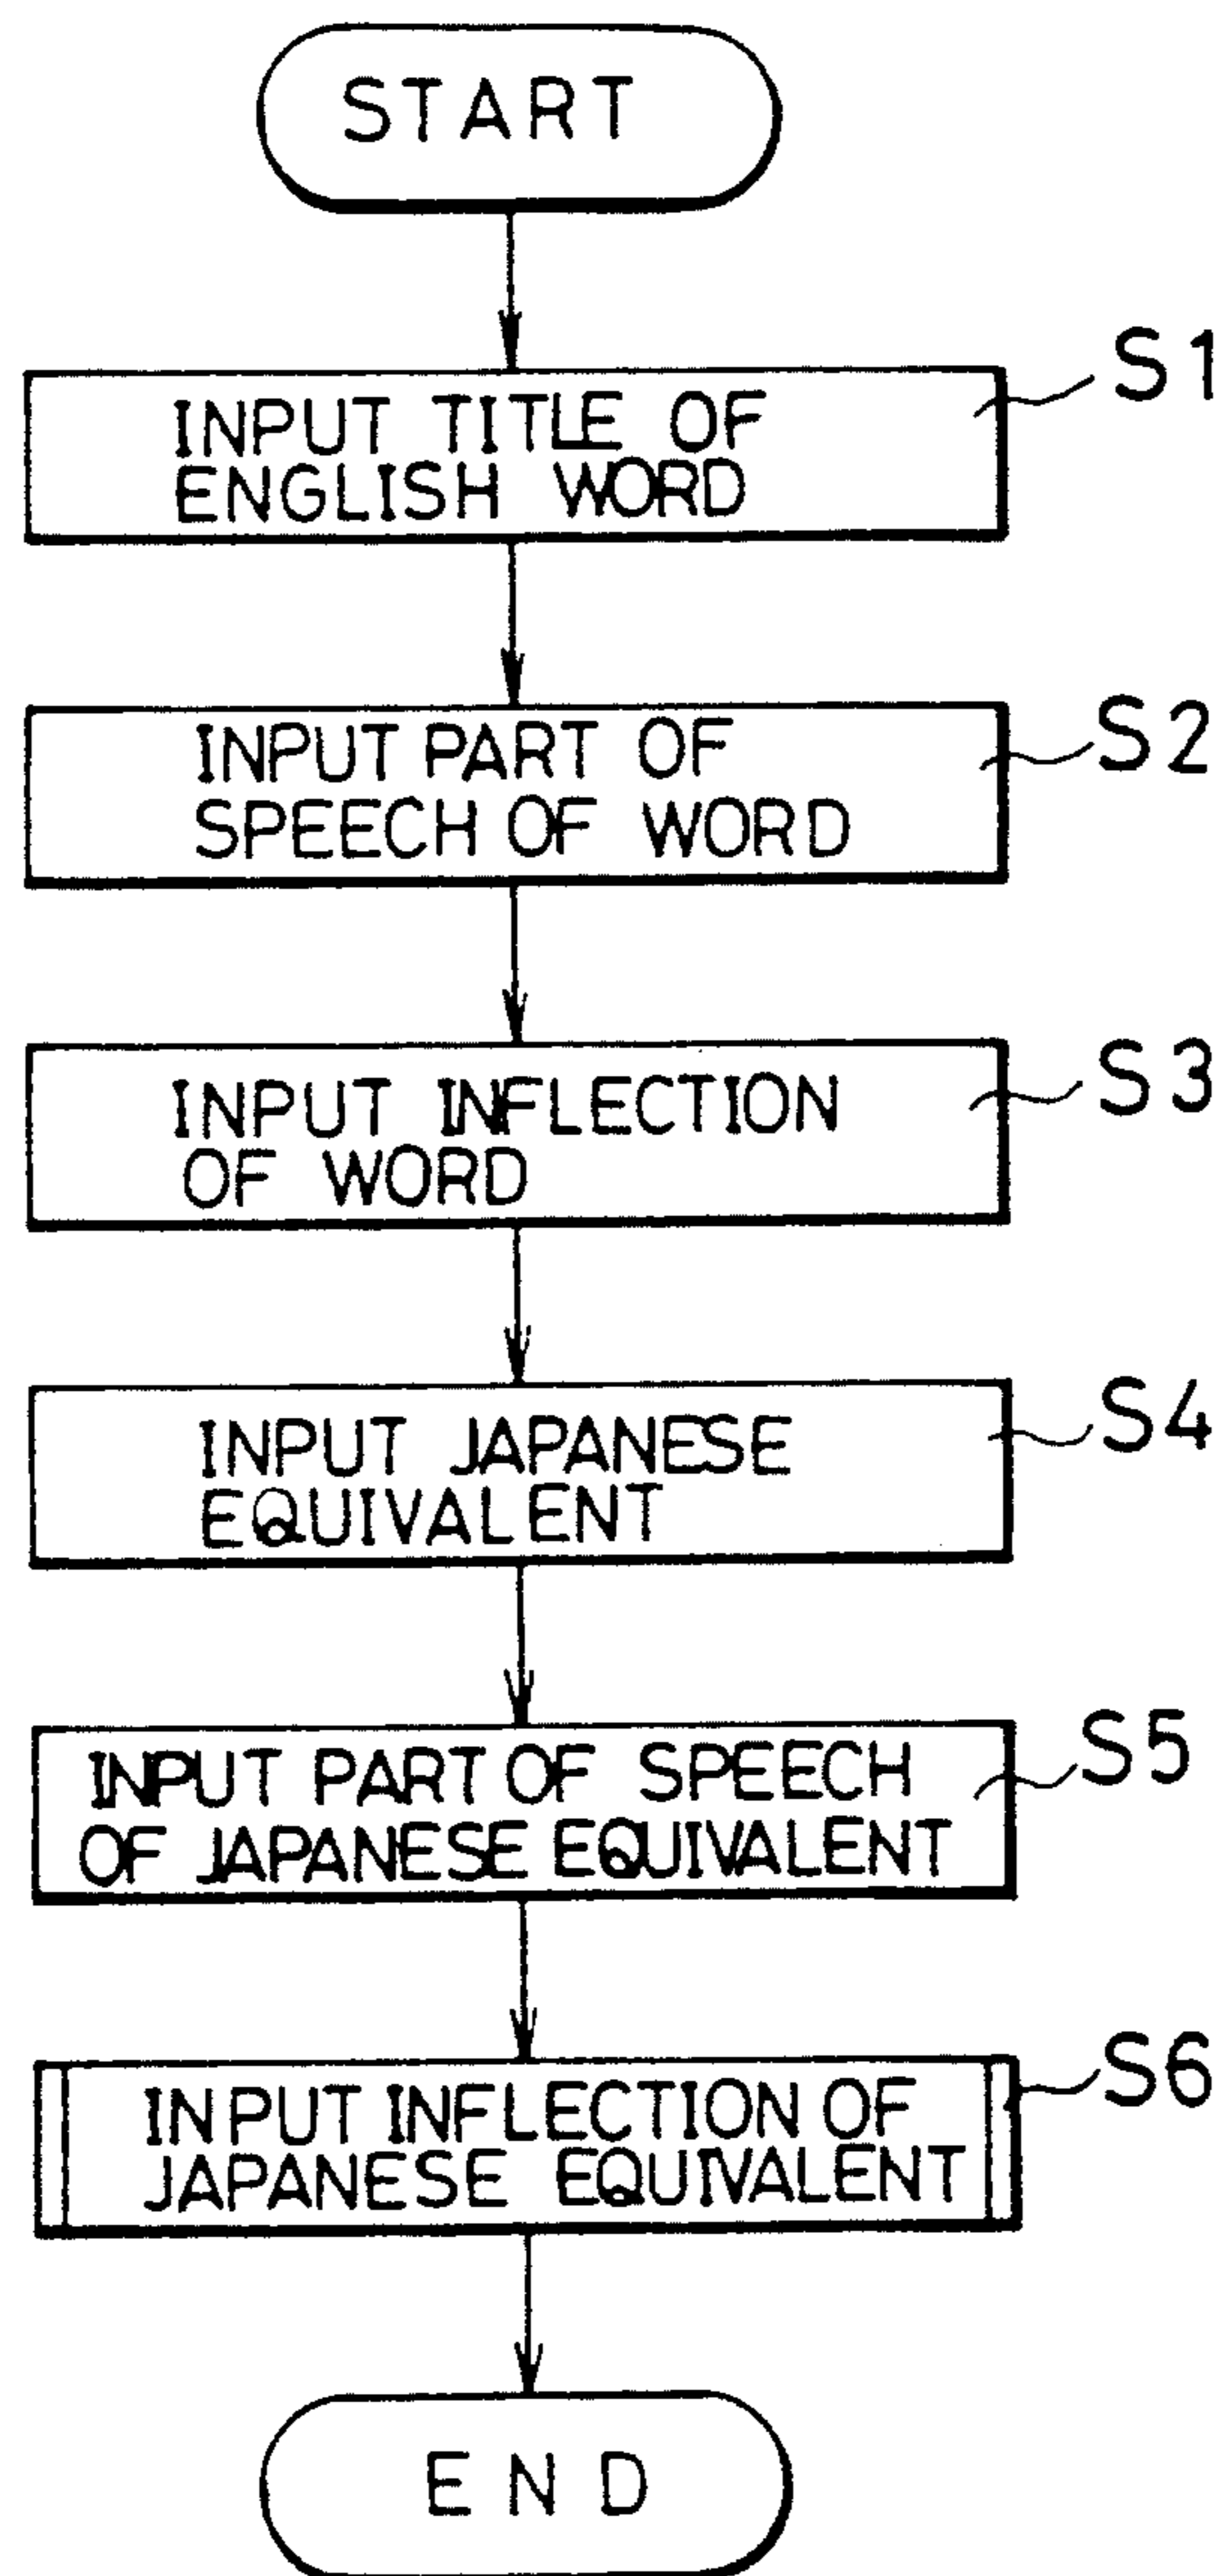 START
S1
INPUT TITLE OF
ENGLISH WORD
S2
INPUT PART OF
SPEECH OF WORD
S3
INPUT INFLECTION
OF WORD
S4
INPUT JAPANESE
EQUIVALENT
S5
INPUT PART OF SPEECH
OF JAPANESE EQUIVALENT
S6
INPUT INFLECTION OF
JAPANESE EQUIVALENT
END